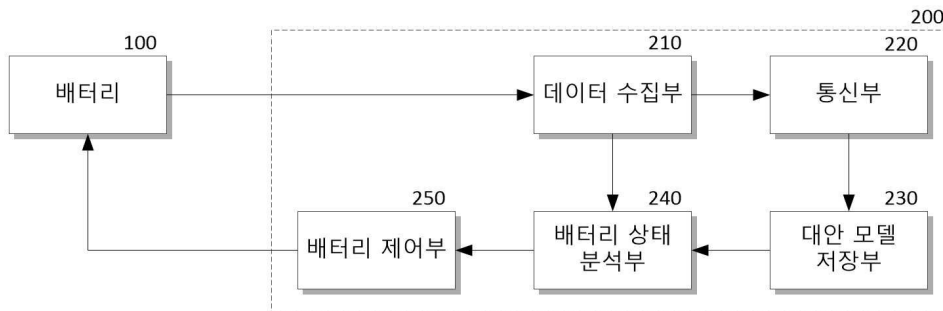 200
100
210
220
배터리
데이터 수집부
통신부
250
240
230
배터리 제어부
배터리 상태
분석부
대안 모델
저장부